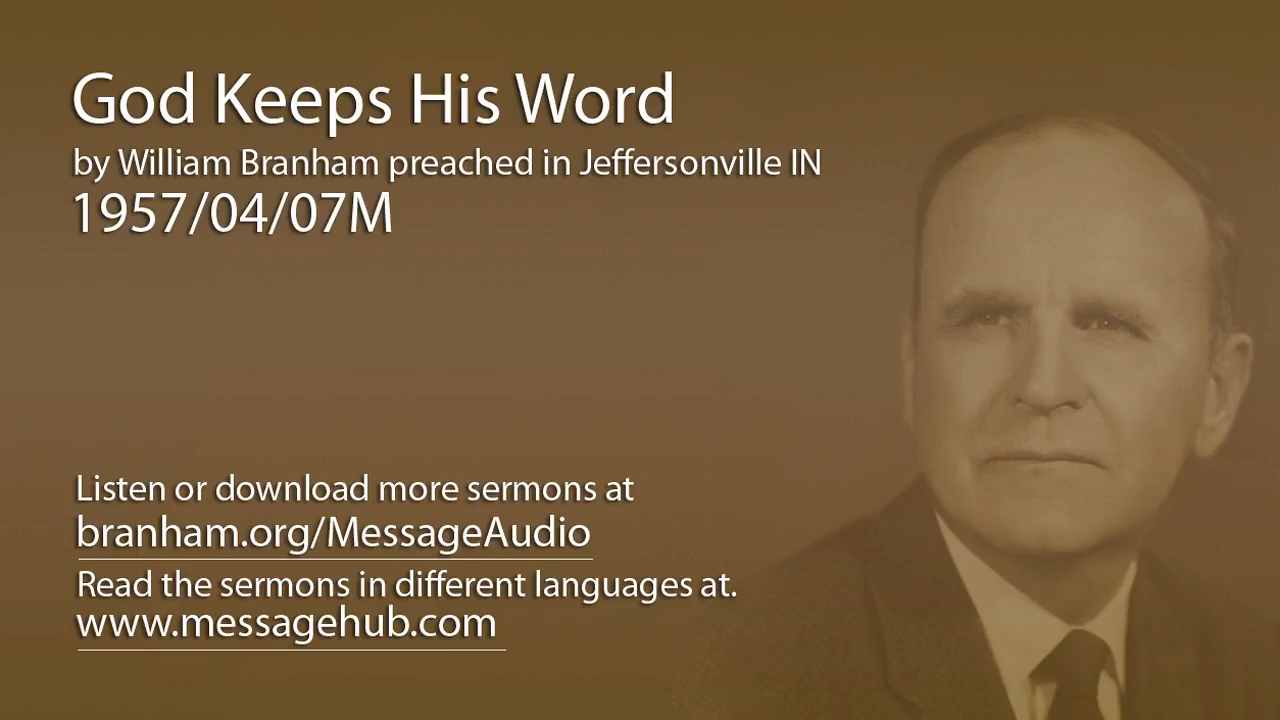 God Keeps His Word
by William Branham preached in Jeffersonville IN
1957/04/07M
Listen or download more sermons at
branham.org/MessageAudio
Read the sermons in different languages at.
www.messagehub.com